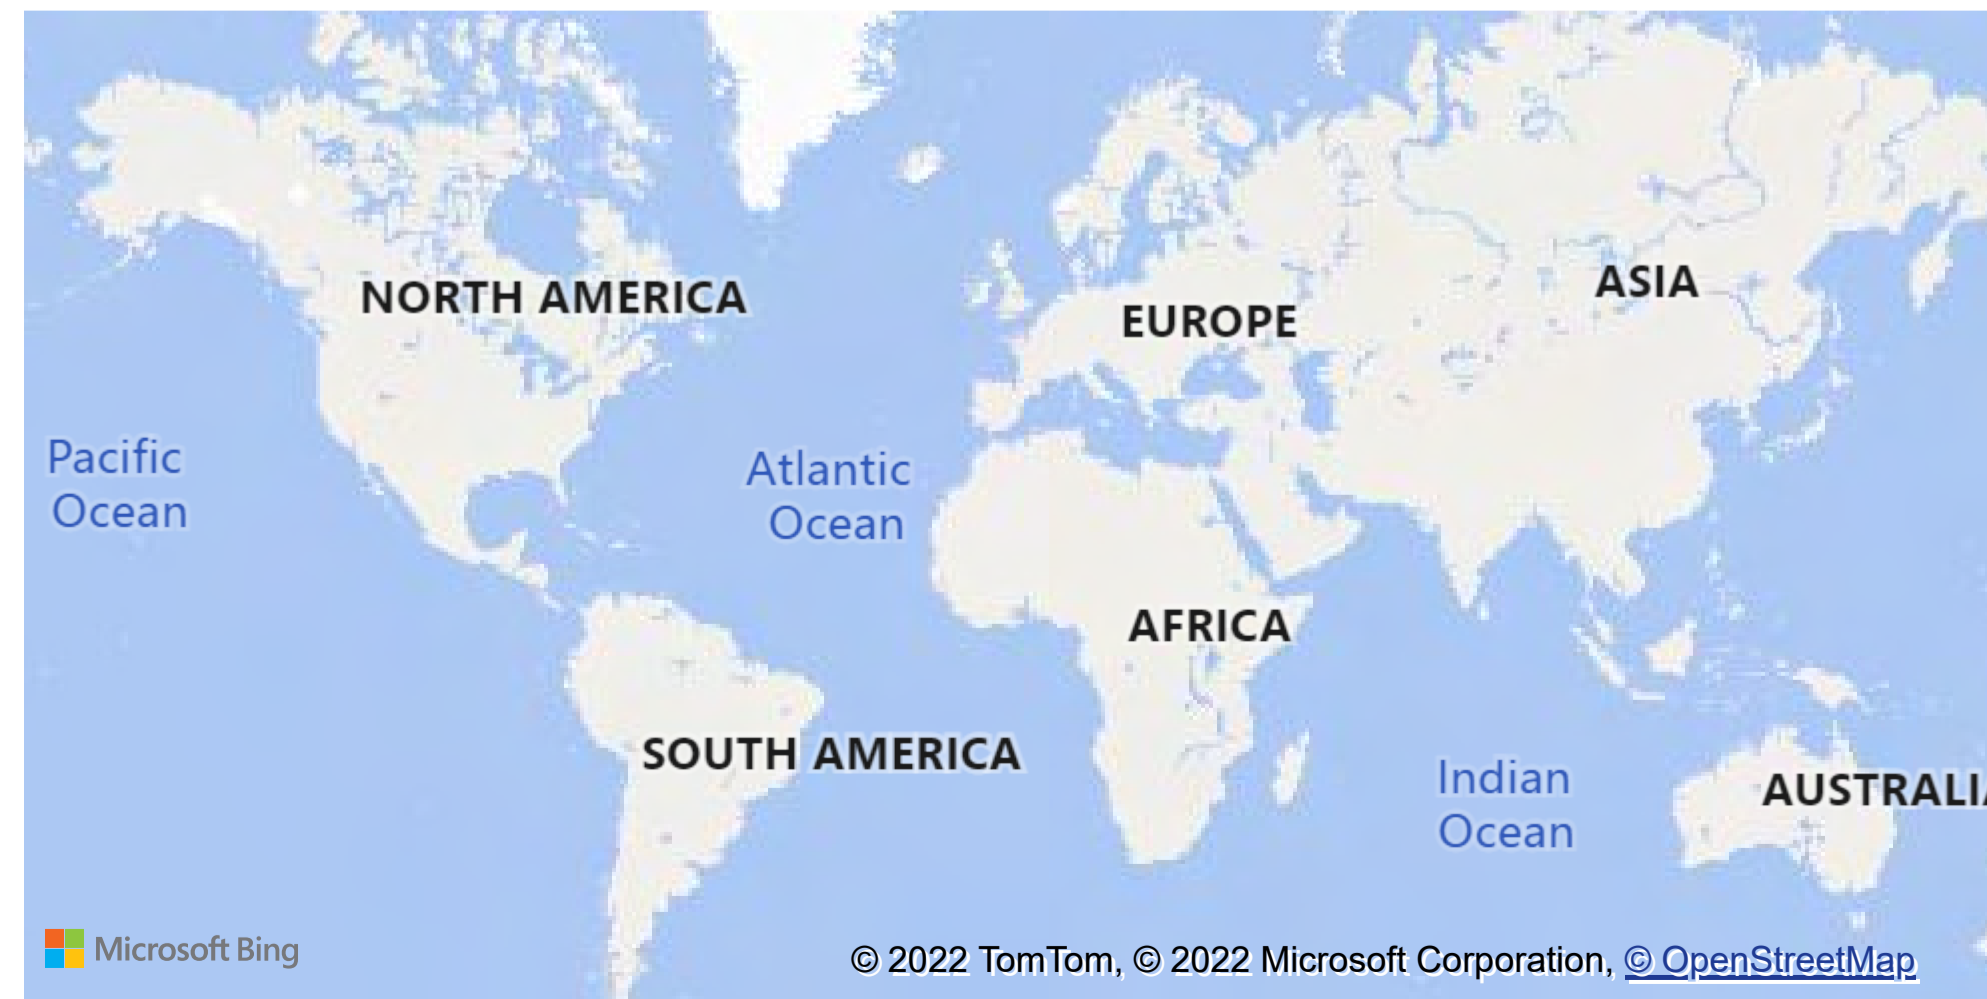 NORTH AMERICA
EUROPE
ASIA
Pacific
Ocean
Atlantic
Ocean
AFRICA
SOUTH AMERICA
Indian
Ocean
AUSTRALIA
Microsoft Bing
© 2022 TomTom, © 2022 Microsoft Corporation, © OpenStreetMap